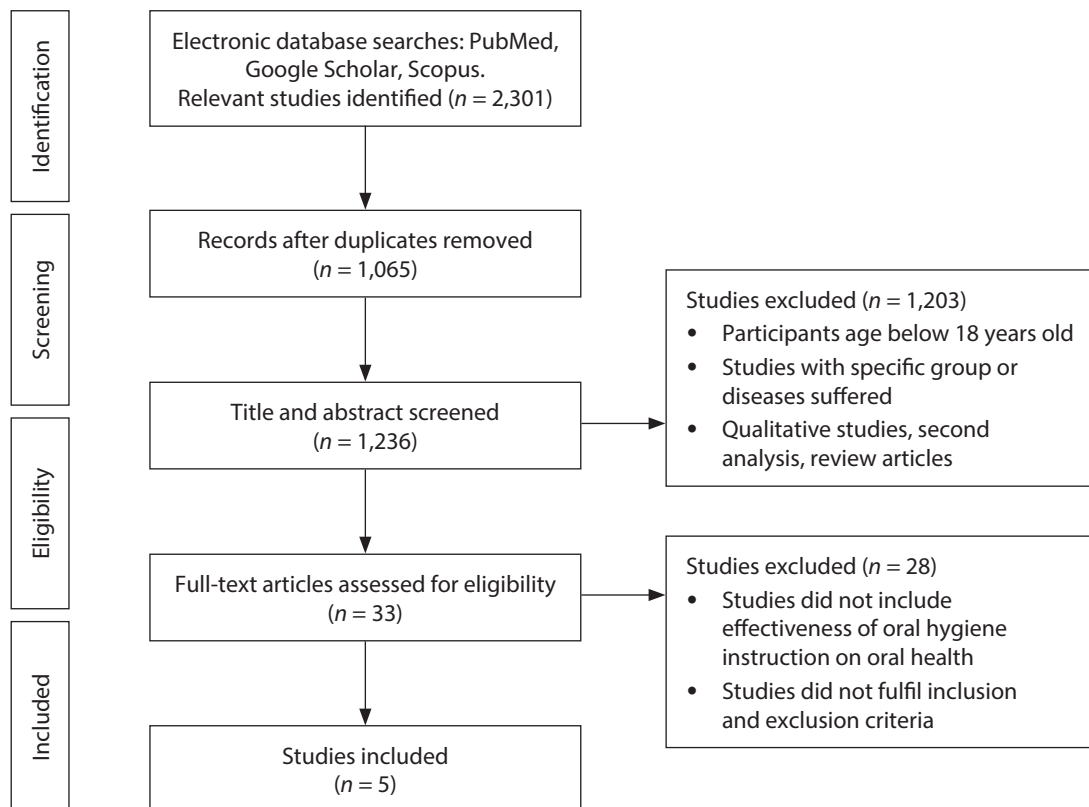 Identification
Electronic database searches: PubMed,
Google Scholar, Scopus.
Relevant studies identified (n = 2,301)
Screening
Records after duplicates removed
(n = 1,065)
Studies excluded (n = 1,203)
• Participants age below 18 years old
• Studies with specific group or
diseases suffered
• Qualitative studies, second
analysis, review articles
Title and abstract screened
(n = 1,236)
Eligibility
Full-text articles assessed for eligibility
(n = 33)
Studies excluded (n = 28)
• Studies did not include
effectiveness of oral hygiene
instruction on oral health
• Studies did not fulfil inclusion
and exclusion criteria
Included
Studies included
(n = 5)